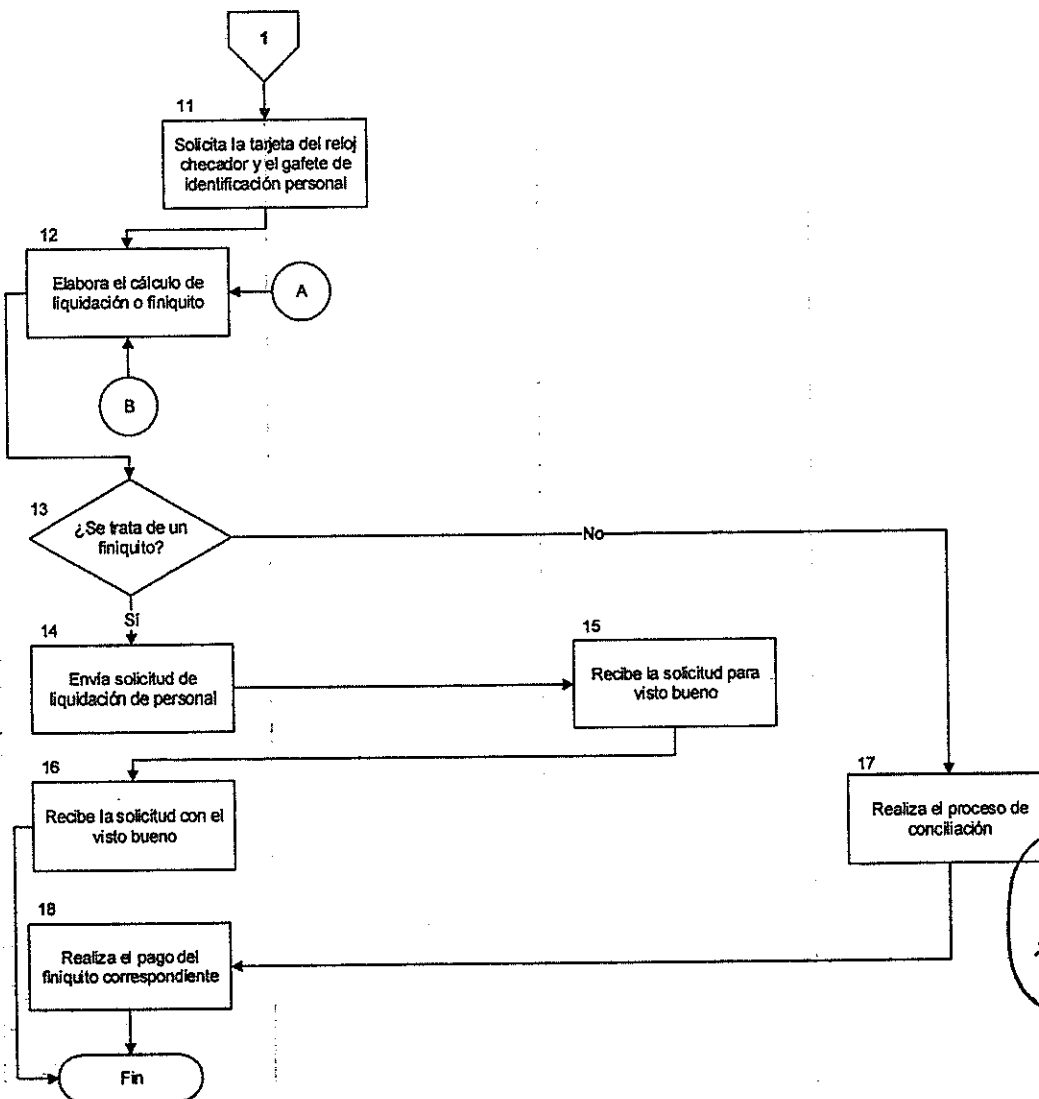 1
11
Solicita la tarjeta del reloj
checador y el gafete de
identificación personal
12
Elabora el cálculo de
liquidación o finiquito
A
B
13
¿Se trata de un
finiquito?
No
Sí
14
Envía solicitud de
liquidación de personal
15
Recibe la solicitud para
visto bueno
16
Recibe la solicitud con el
visto bueno
17
Realiza el proceso de
conciliación
18
Realiza el pago del
finiquito correspondiente
Fin